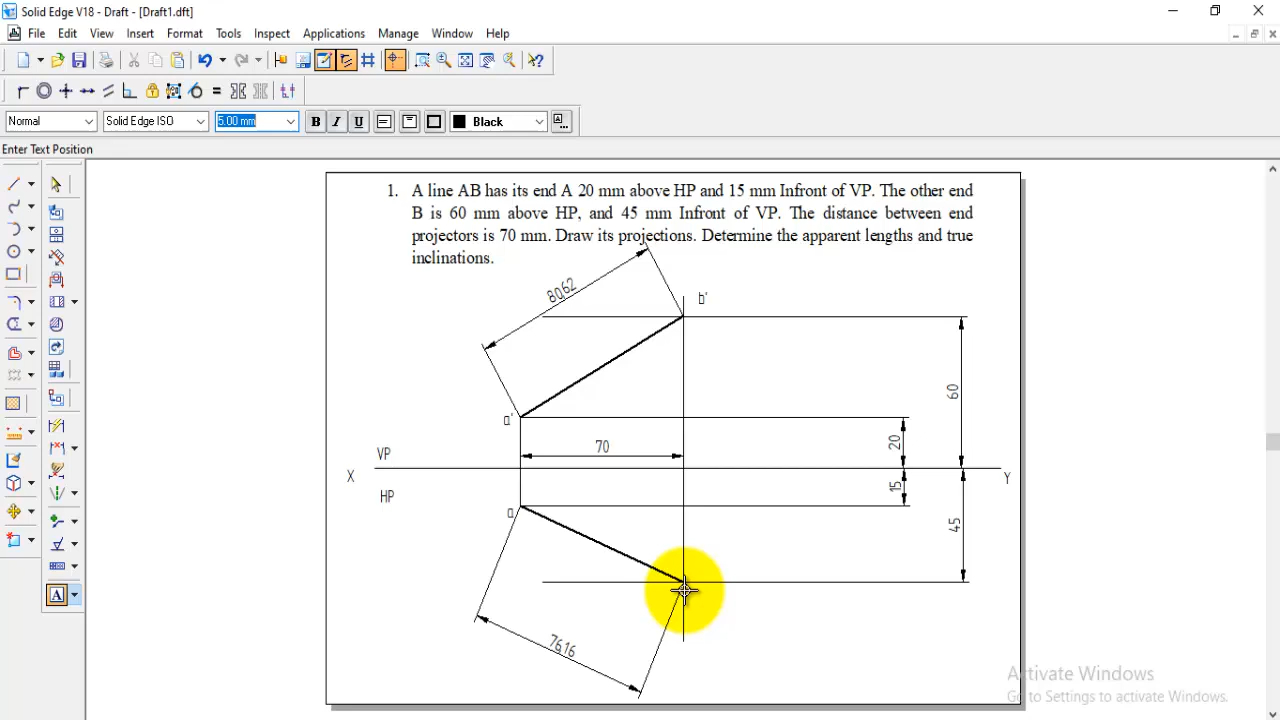 Solid Edge V18 - Draft - [Draft1.dft]
File Edit View Insert Format Tools Inspect Applications Manage Window Help
Normal Solid Edge ISO 5.00 mm B I U Black A
Enter Text Position
1. A line AB has its end A 20 mm above HP and 15 mm Infront of VP. The other end
B is 60 mm above HP, and 45 mm Infront of VP. The distance between end
projectors is 70 mm. Draw its projections. Determine the apparent lengths and true
inclinations.
80,62
b'
60
a'
70
20
VP
X
Y
HP
15
a
45
76,16
A
Activate Windows
Go to Settings to activate Windows.